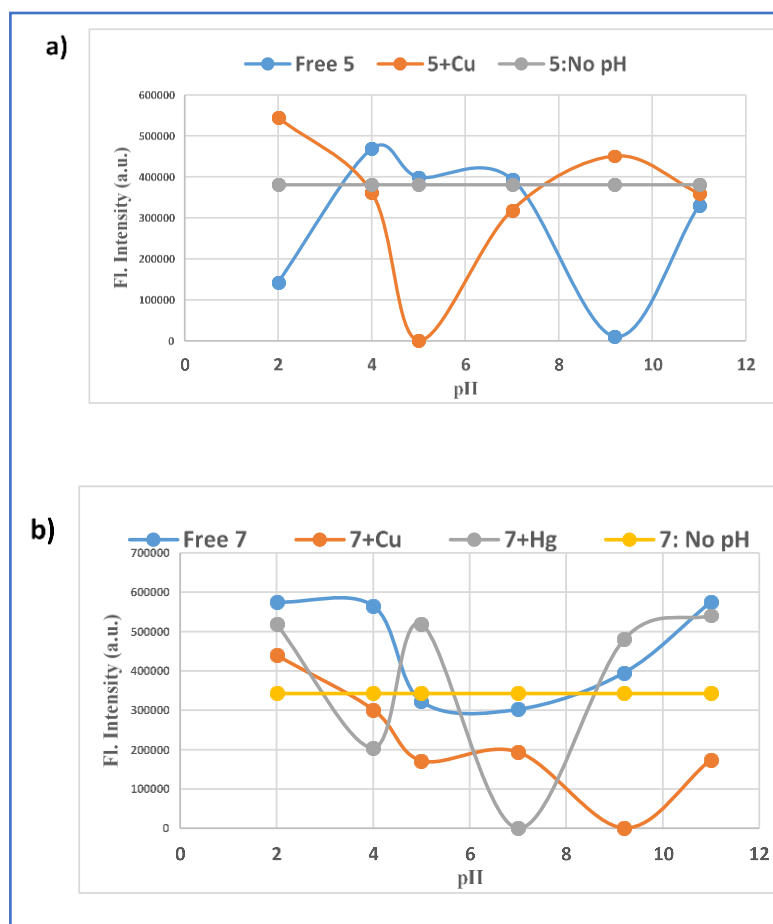 a)
Free 5 5+Cu 5:No pH
600000
500000
400000
300000
200000
100000
0
Fl. Intensity (a.u.)
0 2 4 6 8 10 12
pII
b)
Free 7 7+Cu 7+Hg 7: No pH
700000
600000
500000
400000
300000
200000
100000
0
Fl. Intensity (a.u.)
0 2 4 6 8 10 12
pII